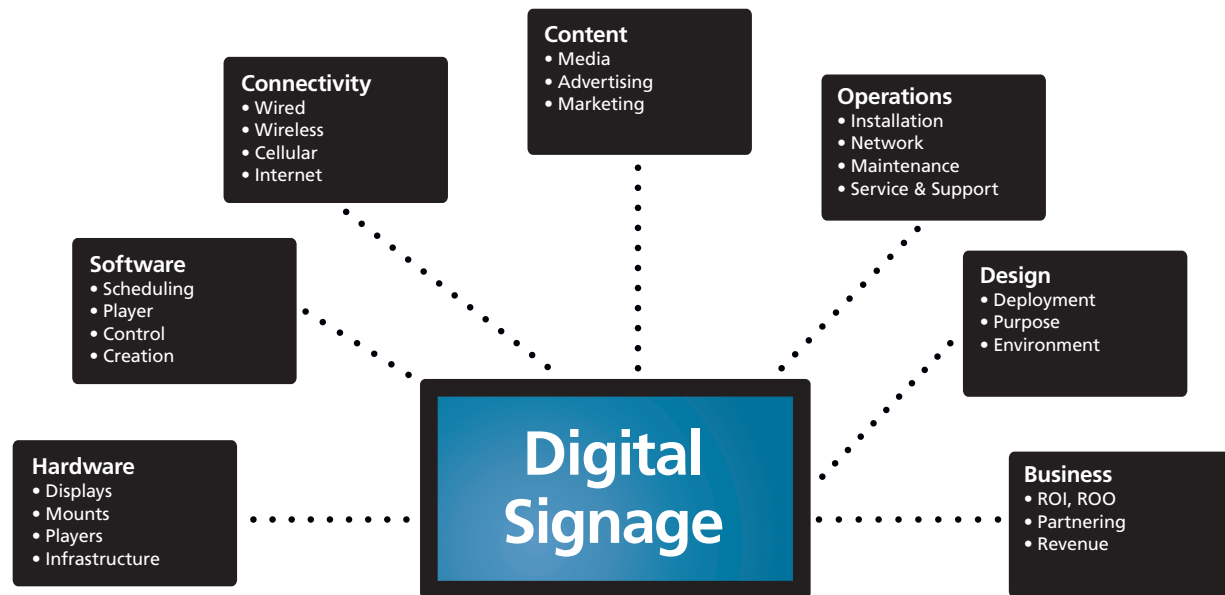 Content
• Media
• Advertising
• Marketing
Connectivity
• Wired
• Wireless
• Cellular
• Internet
Operations
• Installation
• Network
• Maintenance
• Service & Support
Software
• Scheduling
• Player
• Control
• Creation
Design
• Deployment
• Purpose
• Environment
Hardware
• Displays
• Mounts
• Players
• Infrastructure
Digital
Signage
Business
• ROI, ROO
• Partnering
• Revenue